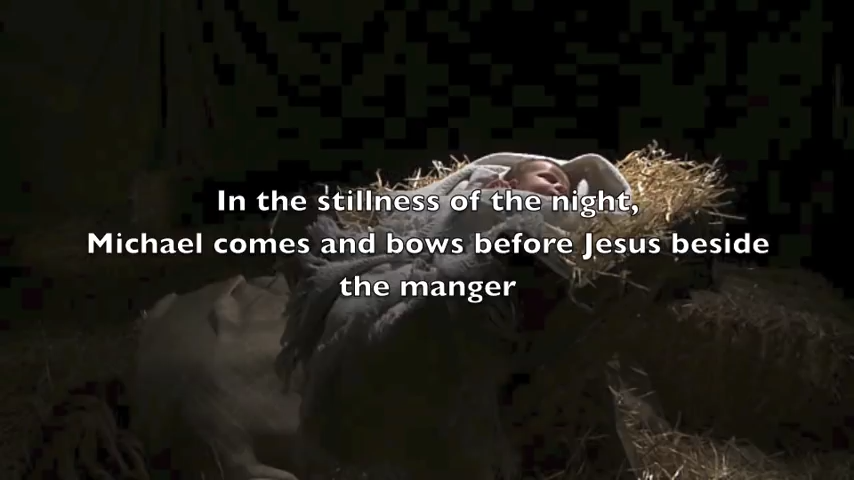 In the stillness of the night,
Michael comes and bows before Jesus beside
the manger